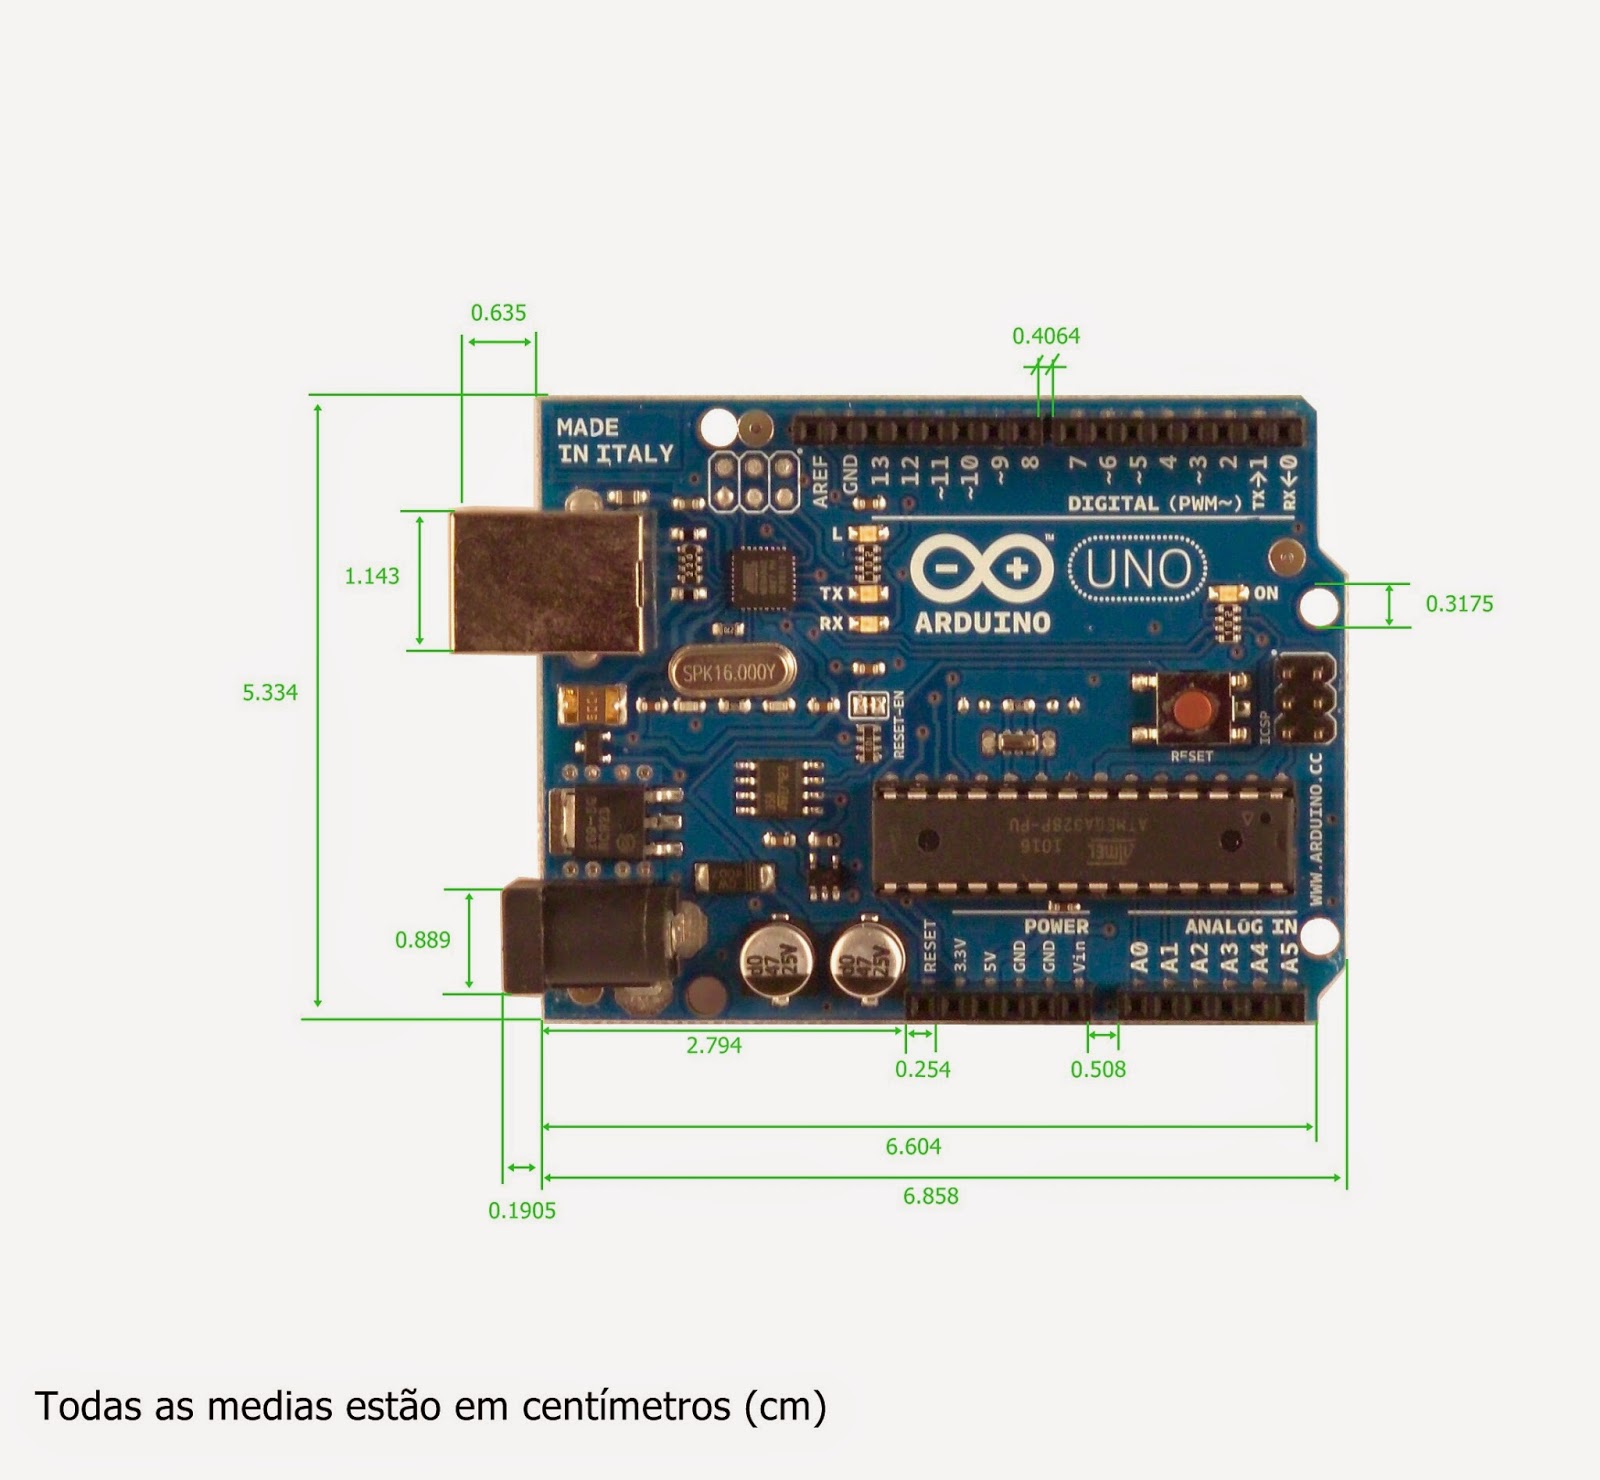 0.635
0.4064
MADE
IN ITALY
AREF
GND
13
12
~11
~10
~9
8
7
~6
~5
4
~3
2
TX→1
RX←0
DIGITAL (PWM~)
1.143
L
TX
RX
™
UNO
ARDUINO
ON
0.3175
SPK16.000Y
5.334
RESET-EN
RESET
ICSP
WWW.ARDUINO.CC
ATMEGA328P-PU
1016
ATMEL
0.889
47
25V
47
25V
POWER
ANALOG IN
RESET
3.3V
5V
GND
GND
Vin
A0
A1
A2
A3
A4
A5
2.794
0.254
0.508
6.604
6.858
0.1905
Todas as medias estão em centímetros (cm)